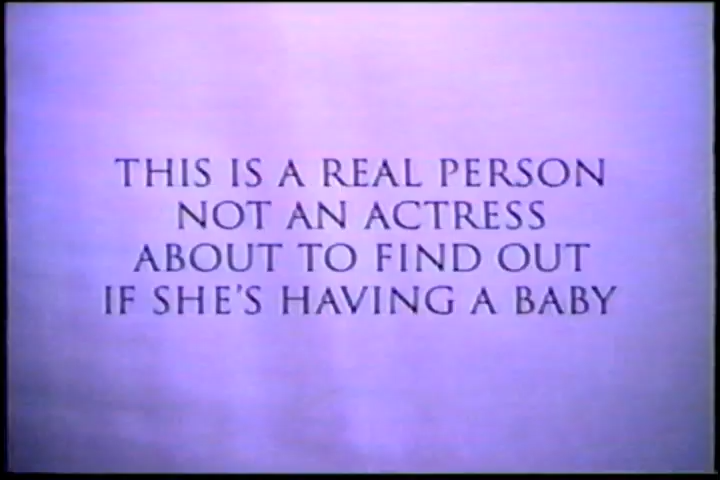 THIS IS A REAL PERSON
NOT AN ACTRESS
ABOUT TO FIND OUT
IF SHE'S HAVING A BABY